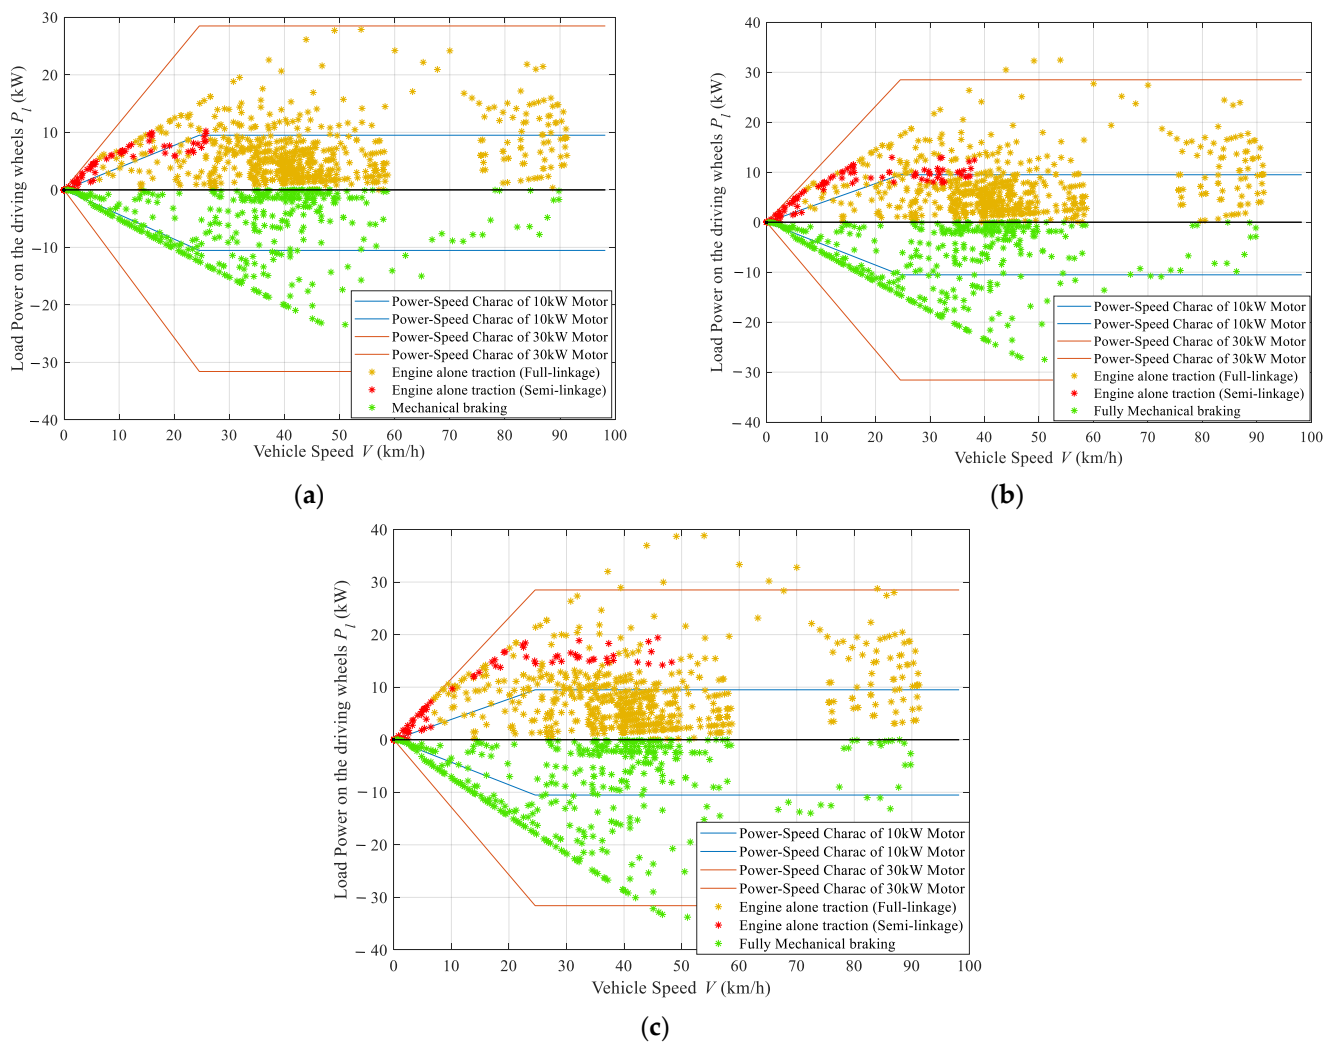 Load Power on the driving wheels P_l (kW)
30
20
10
0
−10
−20
−30
−40
0 10 20 30 40 50 60 70 80 90 100
Vehicle Speed V (km/h)
Power-Speed Charac of 10kW Motor
Power-Speed Charac of 10kW Motor
Power-Speed Charac of 30kW Motor
Power-Speed Charac of 30kW Motor
Engine alone traction (Full-linkage)
Engine alone traction (Semi-linkage)
Mechanical braking
(a)
Load Power on the driving wheels P_l (kW)
40
30
20
10
0
−10
−20
−30
−40
0 10 20 30 40 50 60 70 80 90 100
Vehicle Speed V (km/h)
Power-Speed Charac of 10kW Motor
Power-Speed Charac of 10kW Motor
Power-Speed Charac of 30kW Motor
Power-Speed Charac of 30kW Motor
Engine alone traction (Full-linkage)
Engine alone traction (Semi-linkage)
Fully Mechanical braking
(b)
Load Power on the driving wheels P_l (kW)
40
30
20
10
0
−10
−20
−30
−40
0 10 20 30 40 50 60 70 80 90 100
Vehicle Speed V (km/h)
Power-Speed Charac of 10kW Motor
Power-Speed Charac of 10kW Motor
Power-Speed Charac of 30kW Motor
Power-Speed Charac of 30kW Motor
Engine alone traction (Full-linkage)
Engine alone traction (Semi-linkage)
Fully Mechanical braking
(c)